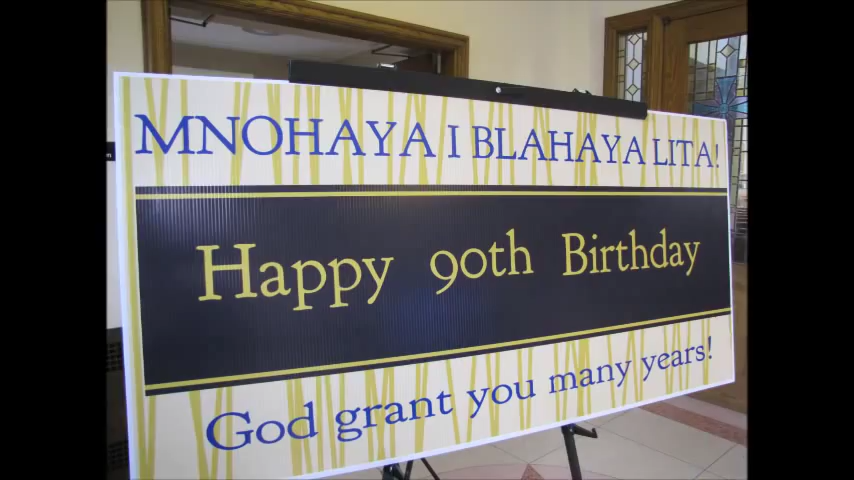 MNOHAYA I BLAHAYA LITA!
Happy 90th Birthday
God grant you many years!